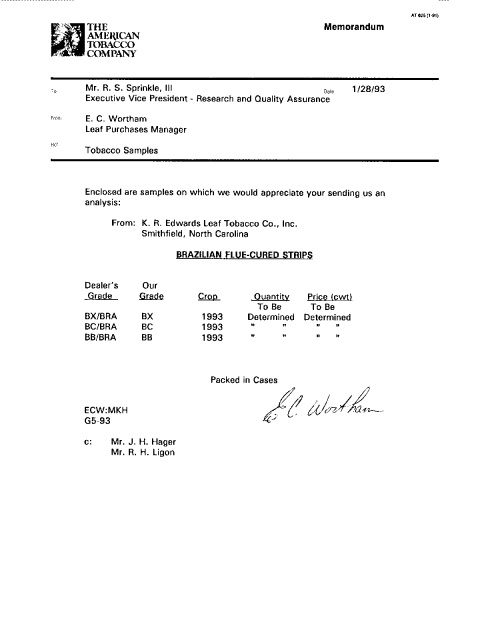 AT 625 (1-91)
THE
AMERICAN
TOBACCO
COMPANY
Memorandum
To Mr. R. S. Sprinkle, III Date 1/28/93
Executive Vice President - Research and Quality Assurance
From: E. C. Wortham
Leaf Purchases Manager
Ref Tobacco Samples
Enclosed are samples on which we would appreciate your sending us an
analysis:
From: K. R. Edwards Leaf Tobacco Co., Inc.
Smithfield, North Carolina
BRAZILIAN FLUE-CURED STRIPS
Dealer's Our
Grade Grade Crop Quantity Price (cwt)
To Be To Be
BX/BRA BX 1993 Determined Determined
BC/BRA BC 1993 " " " "
BB/BRA BB 1993 " " " "
Packed in Cases
E C. Wortham
ECW:MKH
G5-93
c: Mr. J. H. Hager
Mr. R. H. Ligon